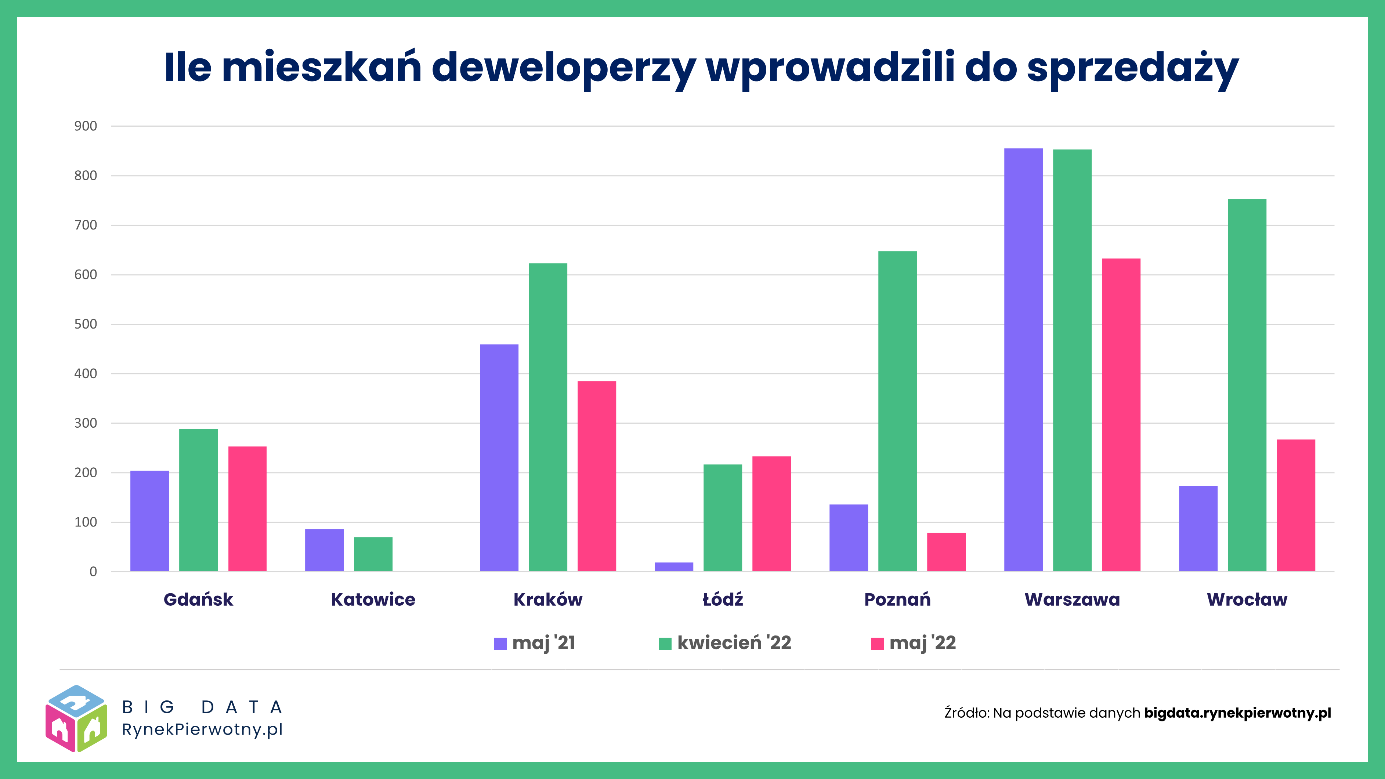 Ile mieszkań deweloperzy wprowadzili do sprzedaży
900
800
700
600
500
400
300
200
100
0
Gdańsk Katowice Kraków Łódź Poznań Warszawa Wrocław
maj '21 kwiecień '22 maj '22
BIG DATA
RynekPierwotny.pl
Źródło: Na podstawie danych bigdata.rynekpierwotny.pl